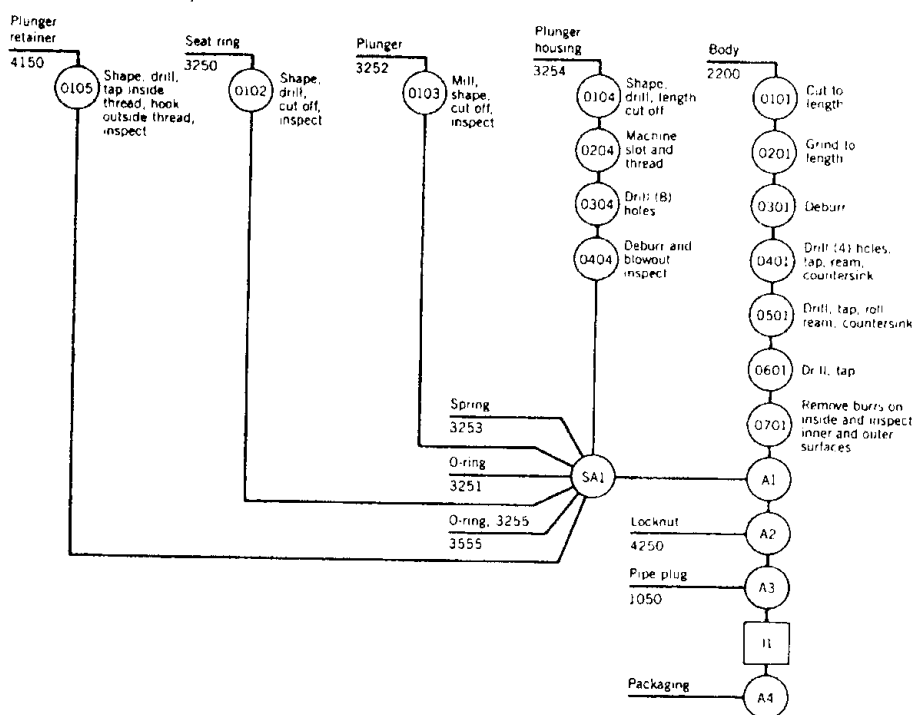 Plunger
retainer
4150
0105
Shape, drill,
tap inside
thread, hook
outside thread,
inspect
Seat ring
3250
0102
Shape,
drill,
cut off,
inspect
Plunger
3252
0103
Mill,
shape,
cut off,
inspect
Plunger
housing
3254
0104
Shape,
drill, length
cut off
0204
Machine
slot and
thread
0304
Drill (8)
holes
0404
Deburr and
blowout
inspect
Body
2200
0101
Cut to
length
0201
Grind to
length
0301
Deburr
0401
Drill (4) holes,
tap, ream,
countersink
0501
Drill, tap, roll
ream, countersink
0601
Drill, tap
0701
Remove burrs on
inside and inspect
inner and outer
surfaces
Spring
3253
O-ring
3251
O-ring, 3255
3555
SA1
A1
Locknut
4250
A2
Pipe plug
1050
A3
I1
Packaging
A4